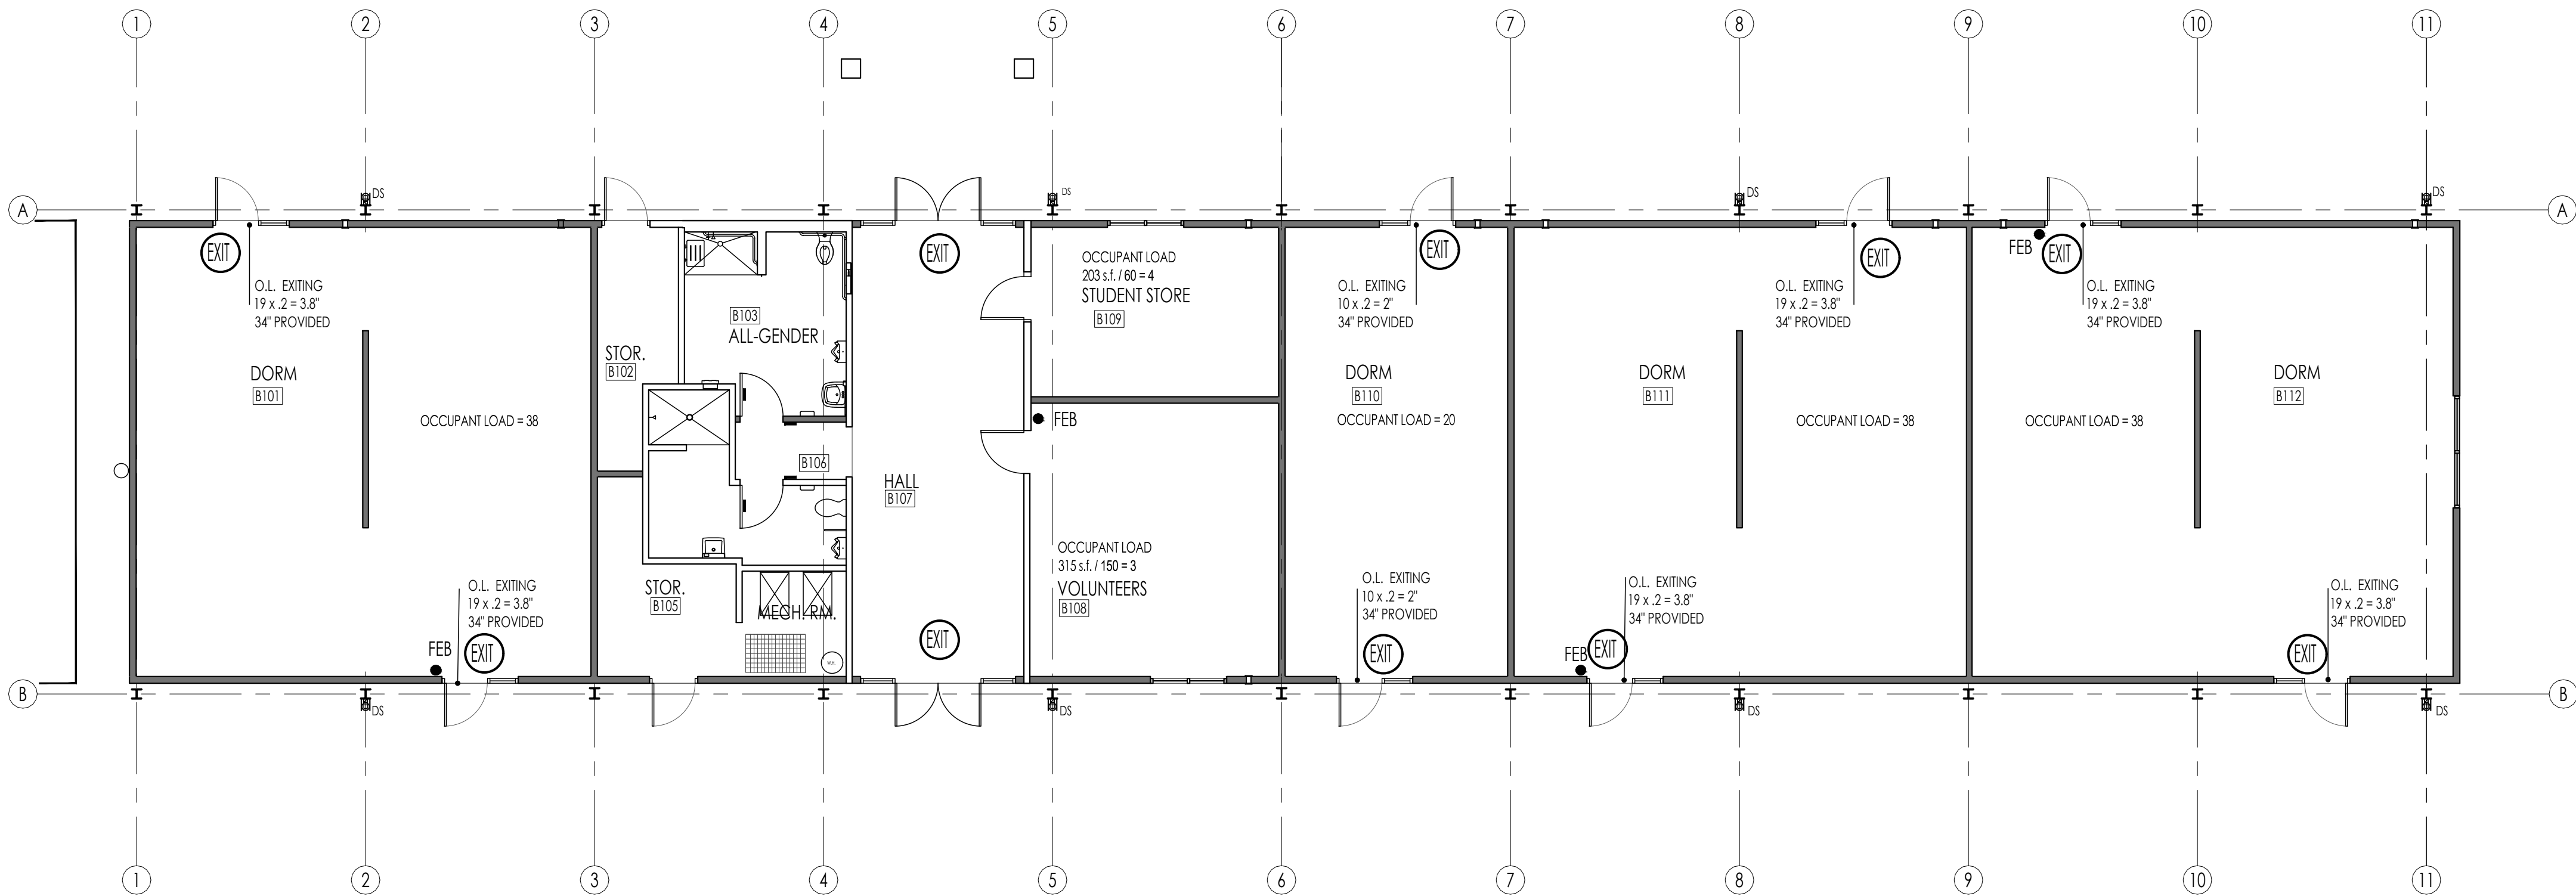 1
2
3
4
5
6
7
8
9
10
11
A
DS
DS
DS
DS
A
EXIT
O.L. EXITING
19 x .2 = 3.8"
34" PROVIDED
DORM
B101
OCCUPANT LOAD = 38
O.L. EXITING
19 x .2 = 3.8"
34" PROVIDED
FEB
EXIT
STOR.
B102
B103
ALL-GENDER
B106
STOR.
B105
MECH. RM.
EXIT
HALL
B107
EXIT
OCCUPANT LOAD
203 s.f. / 60 = 4
STUDENT STORE
B109
FEB
OCCUPANT LOAD
315 s.f. / 150 = 3
VOLUNTEERS
B108
EXIT
O.L. EXITING
10 x .2 = 2"
34" PROVIDED
DORM
B110
OCCUPANT LOAD = 20
O.L. EXITING
10 x .2 = 2"
34" PROVIDED
EXIT
EXIT
O.L. EXITING
19 x .2 = 3.8"
34" PROVIDED
DORM
B111
OCCUPANT LOAD = 38
O.L. EXITING
19 x .2 = 3.8"
34" PROVIDED
FEB
EXIT
FEB
EXIT
O.L. EXITING
19 x .2 = 3.8"
34" PROVIDED
DORM
B112
OCCUPANT LOAD = 38
O.L. EXITING
19 x .2 = 3.8"
34" PROVIDED
EXIT
B
DS
DS
DS
DS
B
1
2
3
4
5
6
7
8
9
10
11